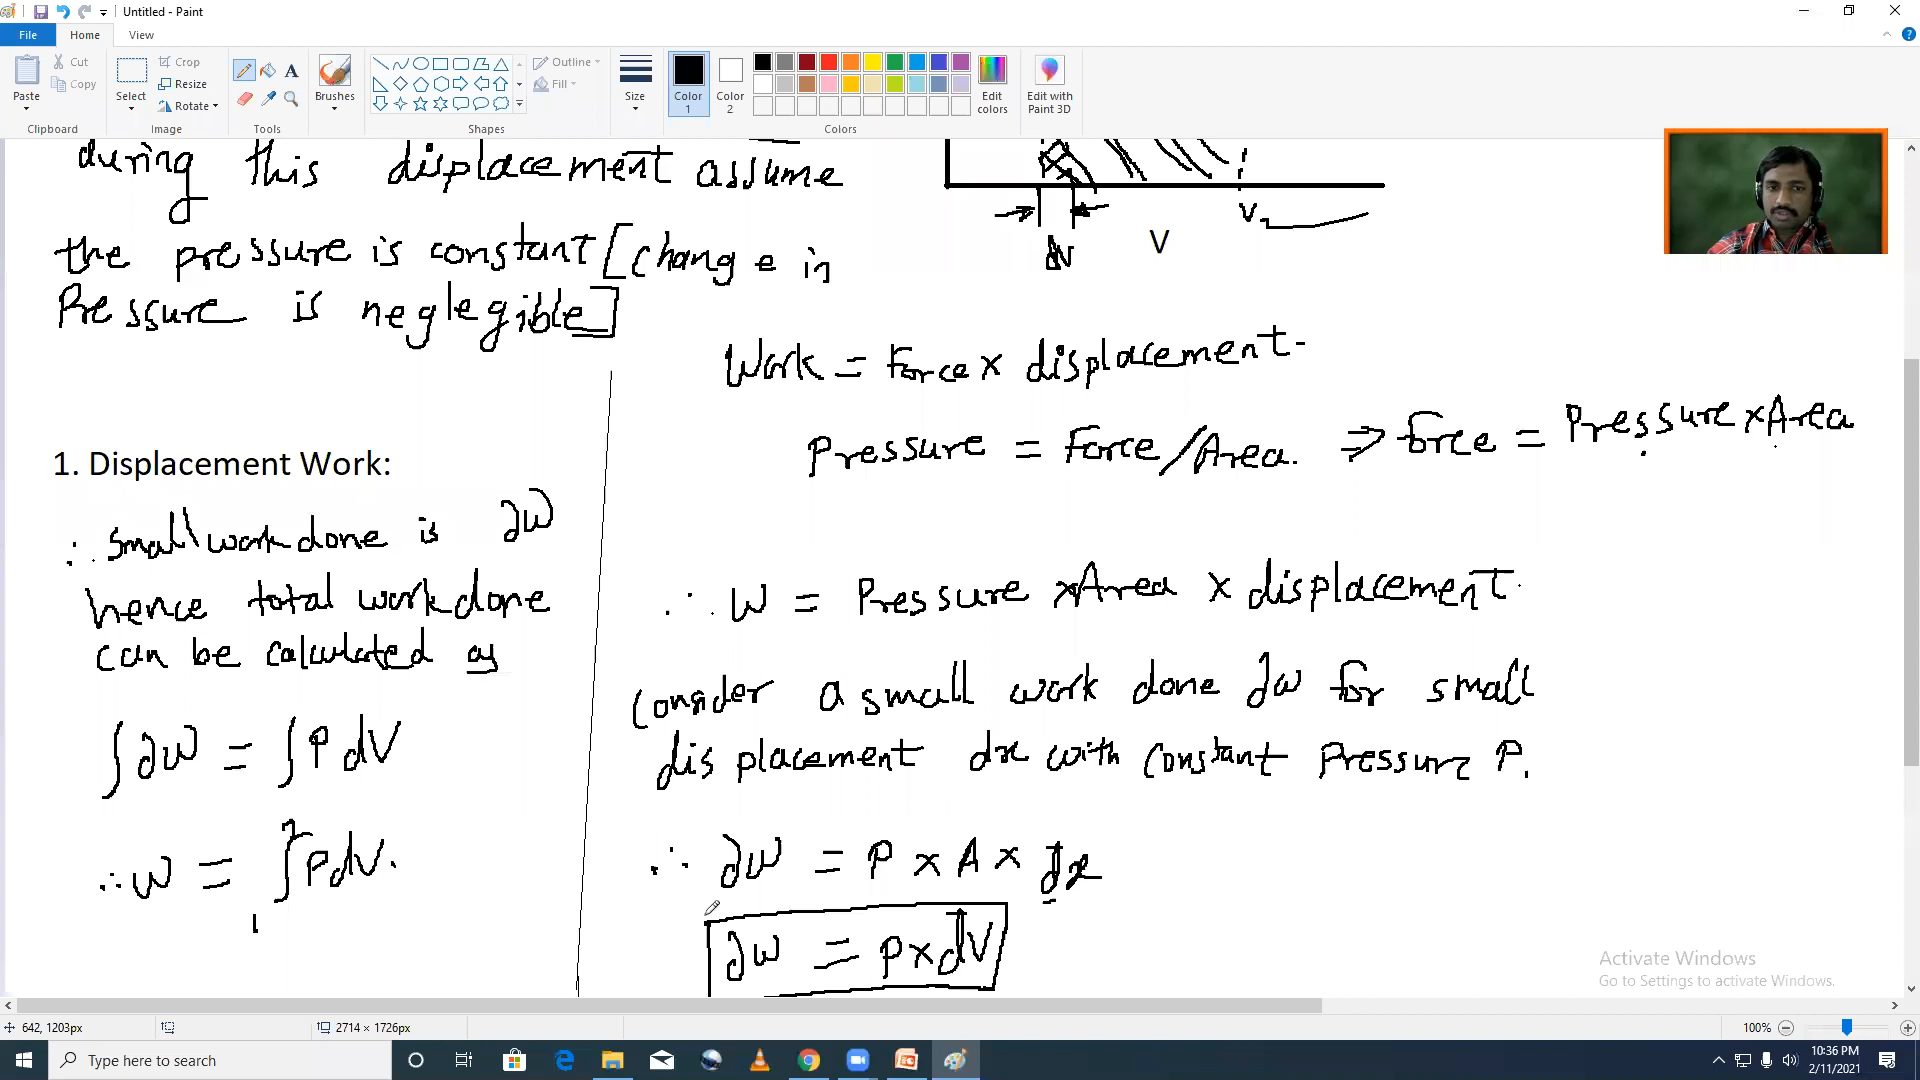 Untitled - Paint
File
Home
View
Paste
Cut
Copy
Clipboard
Select
Crop
Resize
Rotate
Image
Tools
Brushes
Shapes
Outline
Fill
Size
Color 1
Color 2
Colors
Edit colors
Edit with Paint 3D
during this displacement assume
the pressure is constant [change in
Pressure is neglegible]
dV
V
V2
Work = Force x displacement
Pressure = Force/Area. ⇒ force = Pressure x Area
1. Displacement Work:
∴ small work done is ∂W
hence total work done
can be calculated as
∫∂W = ∫P dV
∴ W = ∫₁² P dV.
∴ W = Pressure x Area x displacement.
Consider a small work done ∂W for small
displacement dx with constant Pressure P.
∴ ∂W = P x A x dx
∂W = P x dV
Activate Windows
Go to Settings to activate Windows.
642, 1203px
2714 × 1726px
100%
Type here to search
10:36 PM
2/11/2021